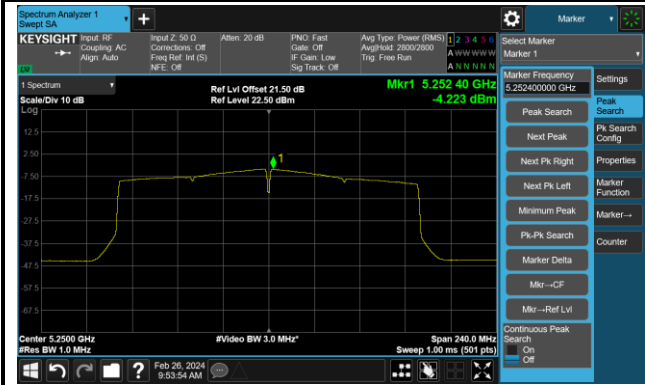 Spectrum Analyzer 1
Swept SA
+
Marker
KEYSIGHT
Input: RF
Coupling: AC
Align: Auto
Input Z: 50 Ω
Corrections: Off
Freq Ref: Int (S)
NFE: Off
Atten: 20 dB
PNO: Fast
Gate: Off
IF Gain: Low
Sig Track: Off
Avg Type: Power (RMS)
Avg|Hold: 2800/2800
Trig: Free Run
1 2 3 4 5 6
A W W W W W
A N N N N N
1 Spectrum
Scale/Div 10 dB
Log
Ref Lvl Offset 21.50 dB
Ref Level 22.50 dBm
Mkr1 5.252 40 GHz
-4.223 dBm
1
12.5
2.50
-7.50
-17.5
-27.5
-37.5
-47.5
-57.5
-67.5
Center 5.2500 GHz
#Res BW 1.0 MHz
#Video BW 3.0 MHz*
Span 240.0 MHz
Sweep 1.00 ms (501 pts)
Select Marker
Marker 1
Marker Frequency
5.252400000 GHz
Peak Search
Next Peak
Next Pk Right
Next Pk Left
Minimum Peak
Pk-Pk Search
Marker Delta
Mkr→CF
Mkr→Ref Lvl
Continuous Peak
Search
On
Off
Settings
Peak
Search
Pk Search
Config
Properties
Marker
Function
Marker→
Counter
?
Feb 26, 2024
9:53:54 AM